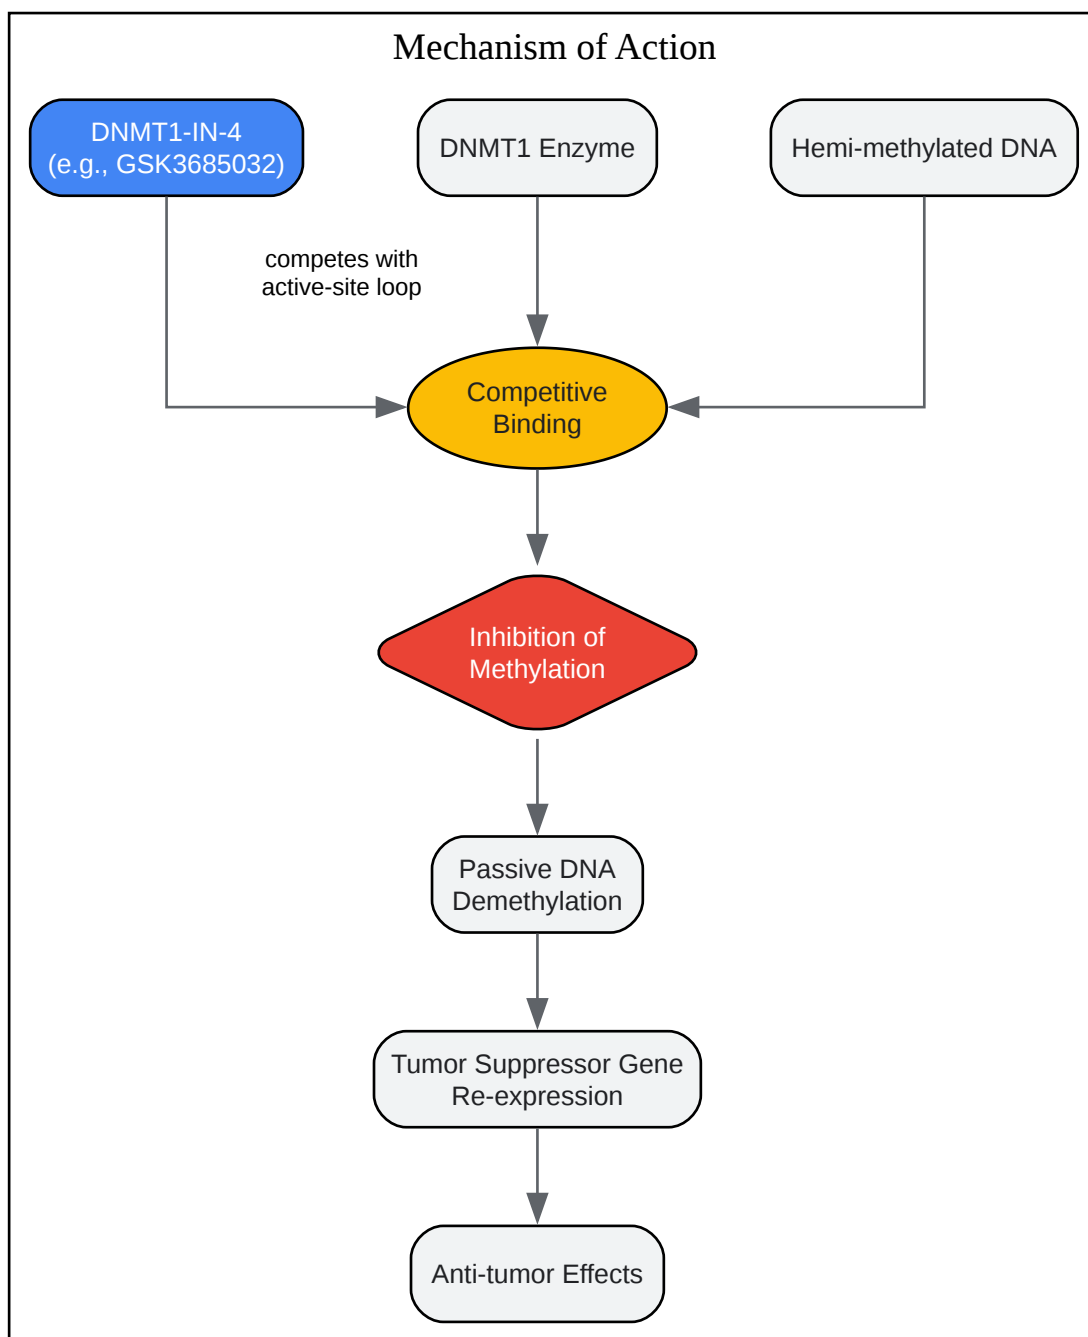 Mechanism of Action
DNMT1-IN-4
(e.g., GSK3685032)
DNMT1 Enzyme
Hemi-methylated DNA
competes with
active-site loop
Competitive
Binding
Inhibition of
Methylation
Passive DNA
Demethylation
Tumor Suppressor Gene
Re-expression
Anti-tumor Effects